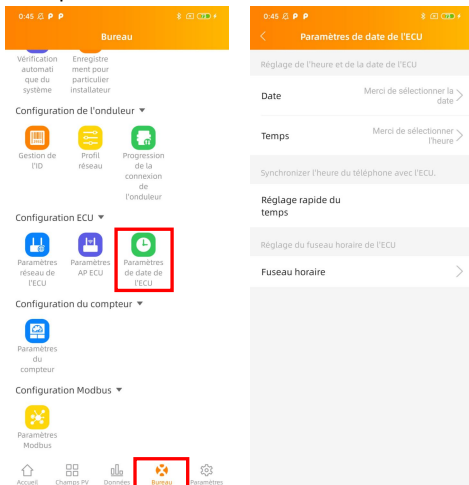 0:45 P P
Bureau
Vérification
automati
que du
système
Enregistre
ment pour
particulier
installateur
Configuration de l'onduleur ▼
Gestion de
l'ID
Profil
réseau
Progression
de la
connexion
de
l'onduleur
Configuration ECU ▼
Paramètres
réseau de
l'ECU
Paramètres
AP ECU
Paramètres
de date de
l'ECU
Configuration du compteur ▼
Paramètres
du
compteur
Configuration Modbus ▼
Paramètres
Modbus
Accueil
Champs PV
Données
Bureau
Paramètres
0:45 P P
Paramètres de date de l'ECU
Réglage de l'heure et de la date de l'ECU
Date
Merci de sélectionner la
date
Temps
Merci de sélectionner
l'heure
Synchronizer l'heure du téléphone avec l'ECU.
Réglage rapide du
temps
Réglage du fuseau horaire de l'ECU
Fuseau horaire